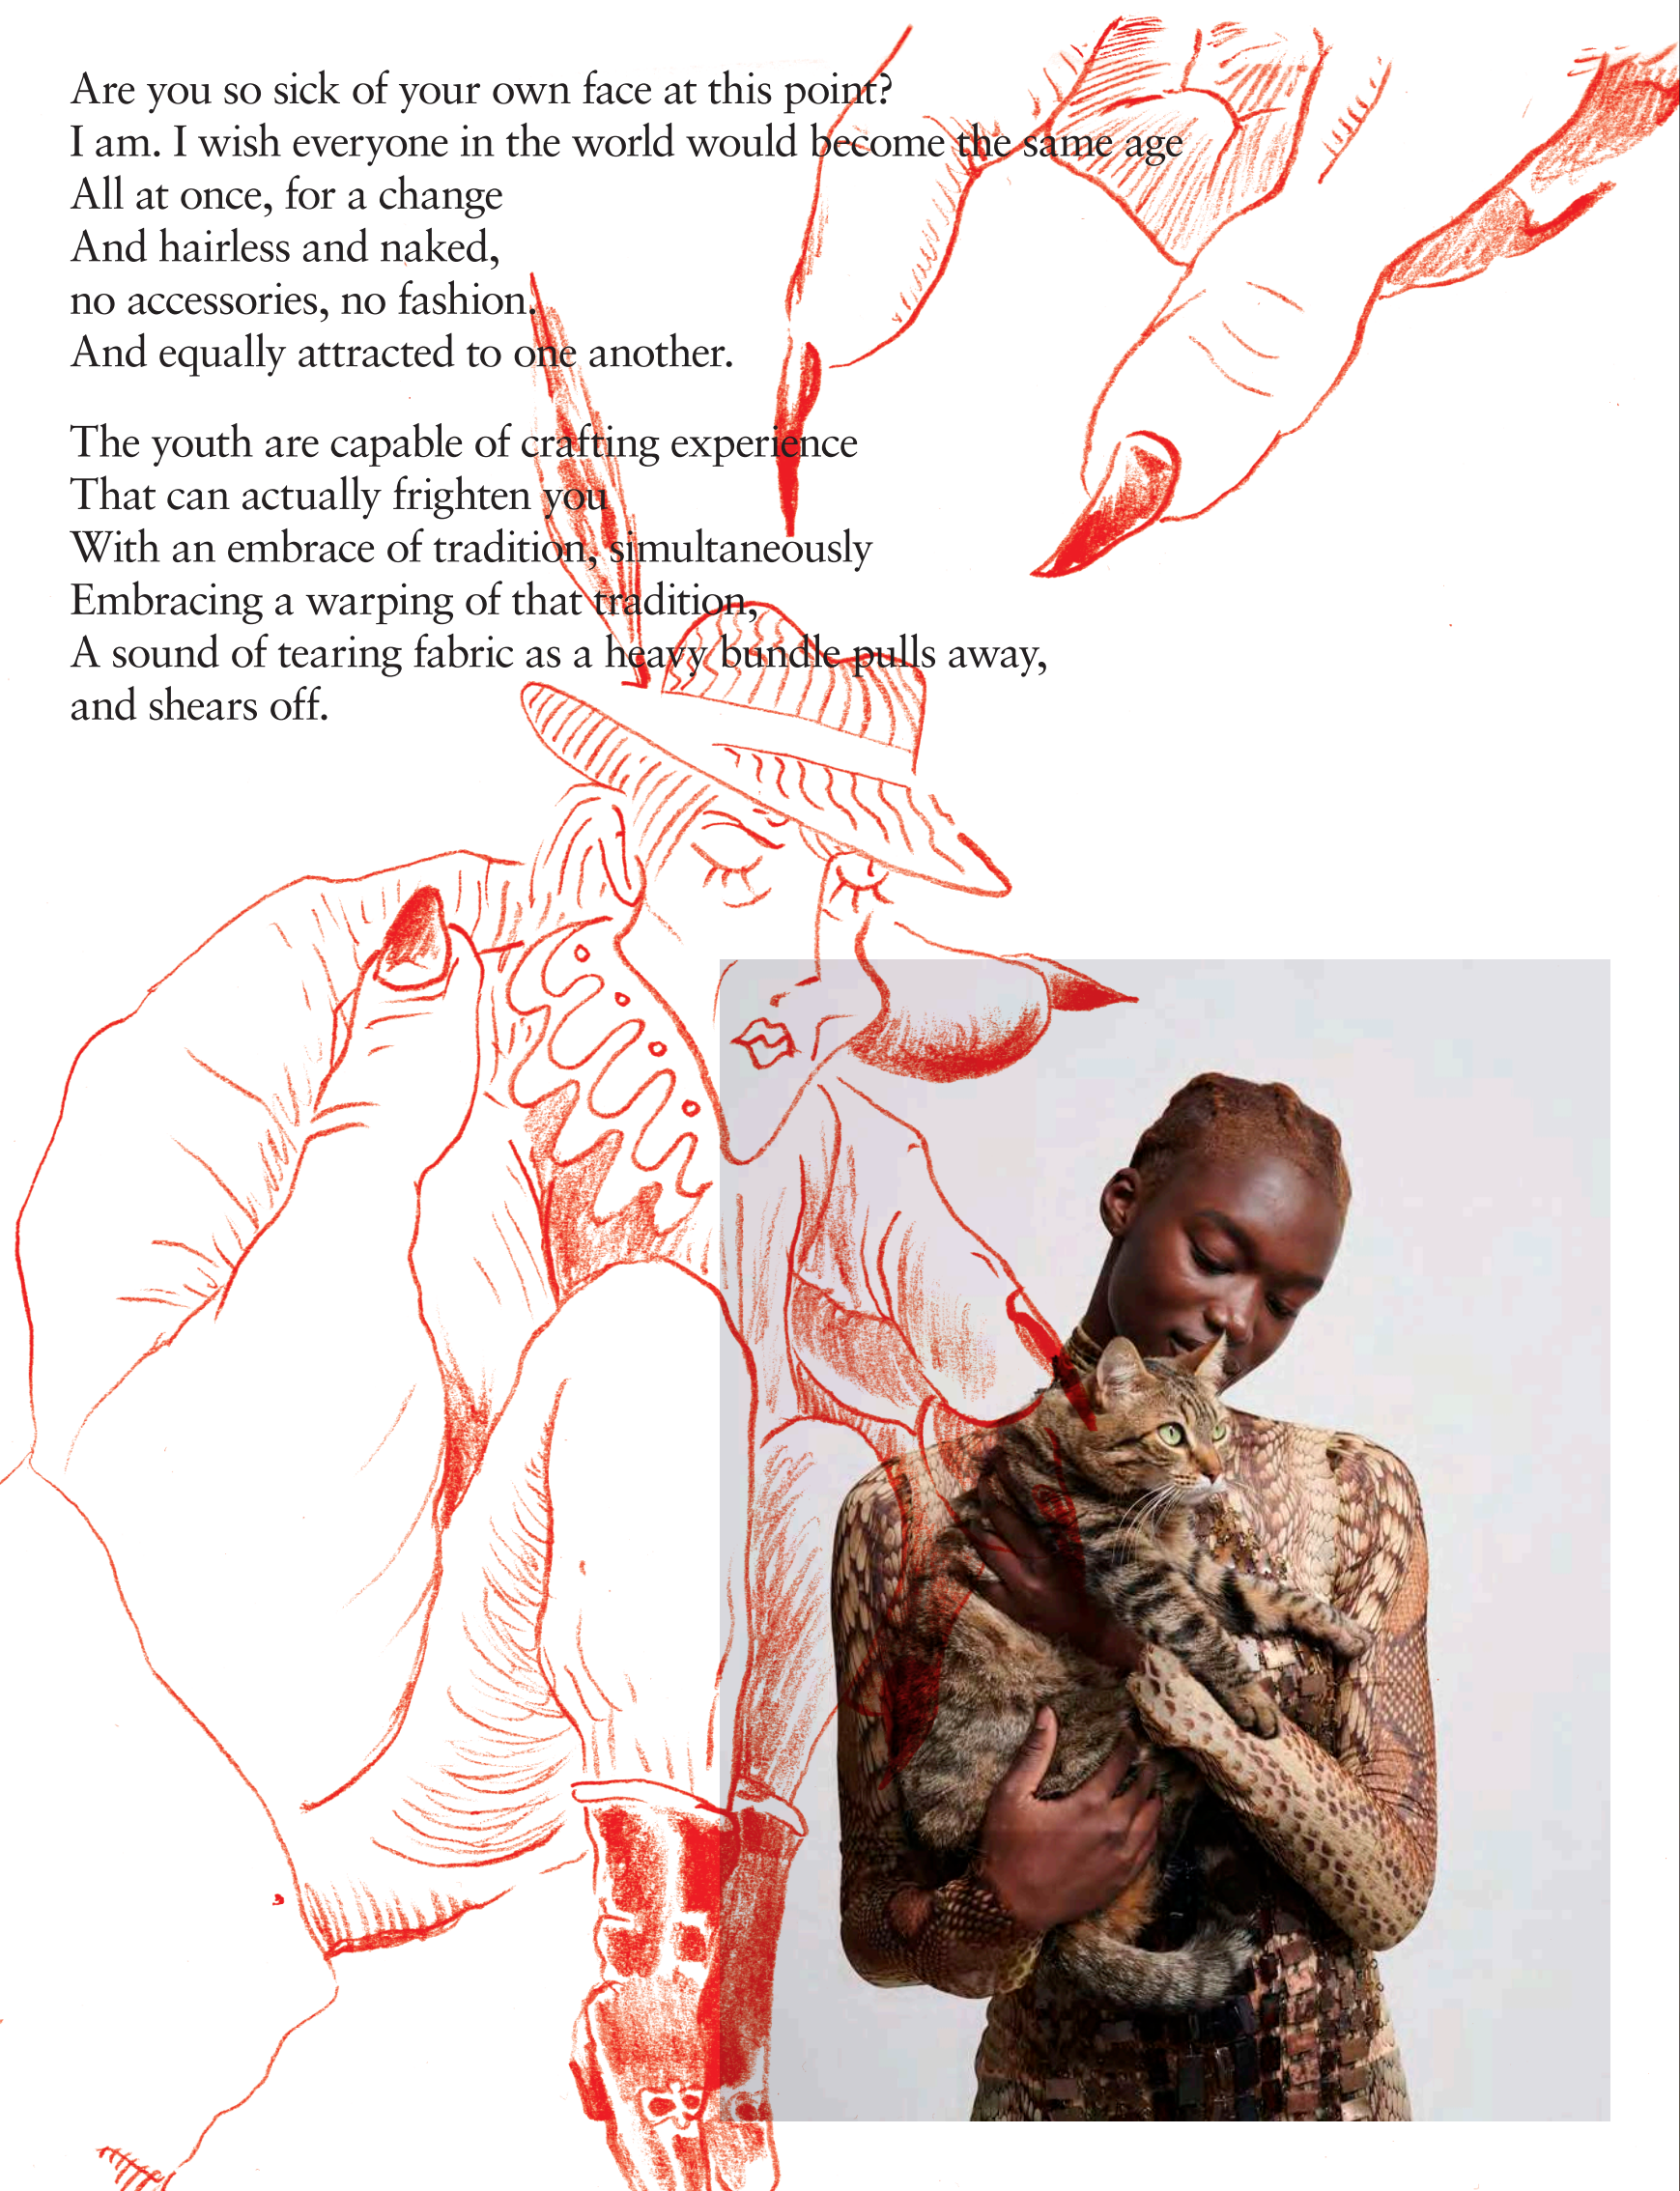 Are you so sick of your own face at this point?
I am. I wish everyone in the world would become the same age
All at once, for a change
And hairless and naked,
no accessories, no fashion.
And equally attracted to one another.
The youth are capable of crafting experience
That can actually frighten you
With an embrace of tradition, simultaneously
Embracing a warping of that tradition,
A sound of tearing fabric as a heavy bundle pulls away,
and shears off.